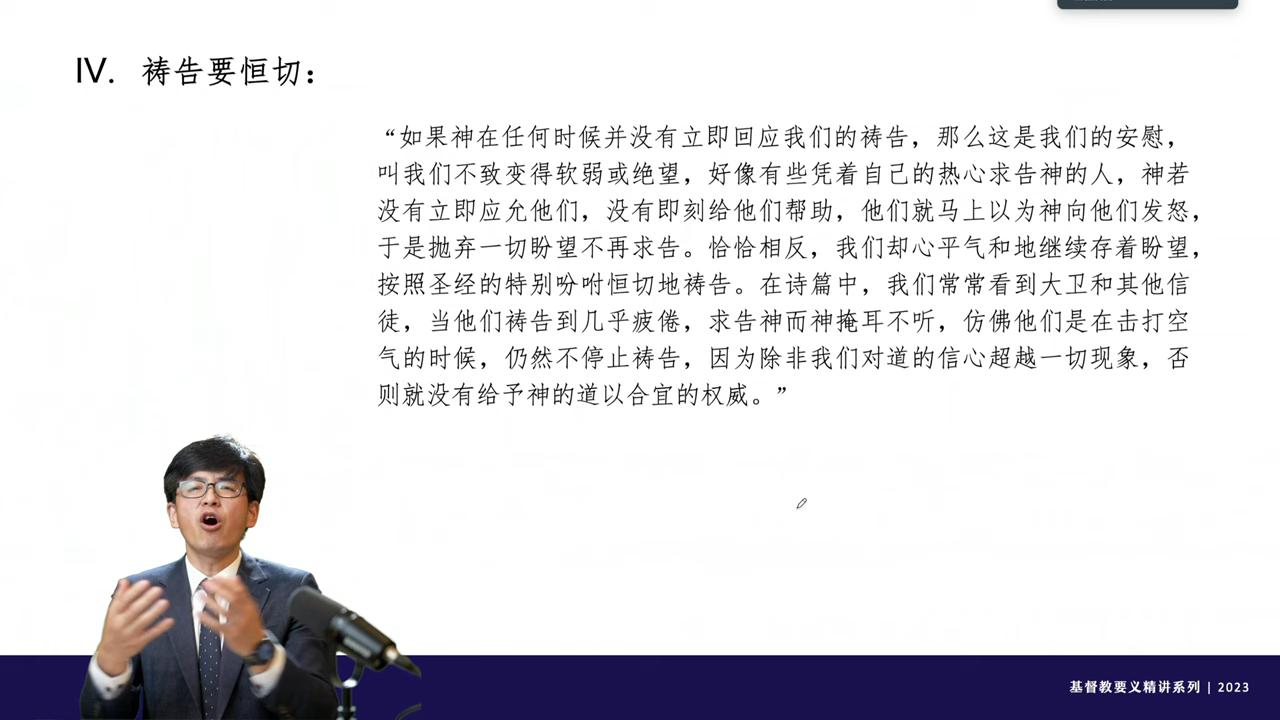 IV. 祷告要恒切：
“如果神在任何时候并没有立即回应我们的祷告，那么这是我们的安慰，
叫我们不致变得软弱或绝望，好像有些凭着自己的热心求告神的人，神若
没有立即应允他们，没有即刻给他们帮助，他们就马上以为神向他们发怒，
于是抛弃一切盼望不再求告。恰恰相反，我们却心平气和地继续存着盼望，
按照圣经的特别吩咐恒切地祷告。在诗篇中，我们常常看到大卫和其他信
徒，当他们祷告到几乎疲倦，求告神而神掩耳不听，仿佛他们是在击打空
气的时候，仍然不停止祷告，因为除非我们对道的信心超越一切现象，否
则就没有给予神的道以合宜的权威。”
基督教要义精讲系列 | 2023